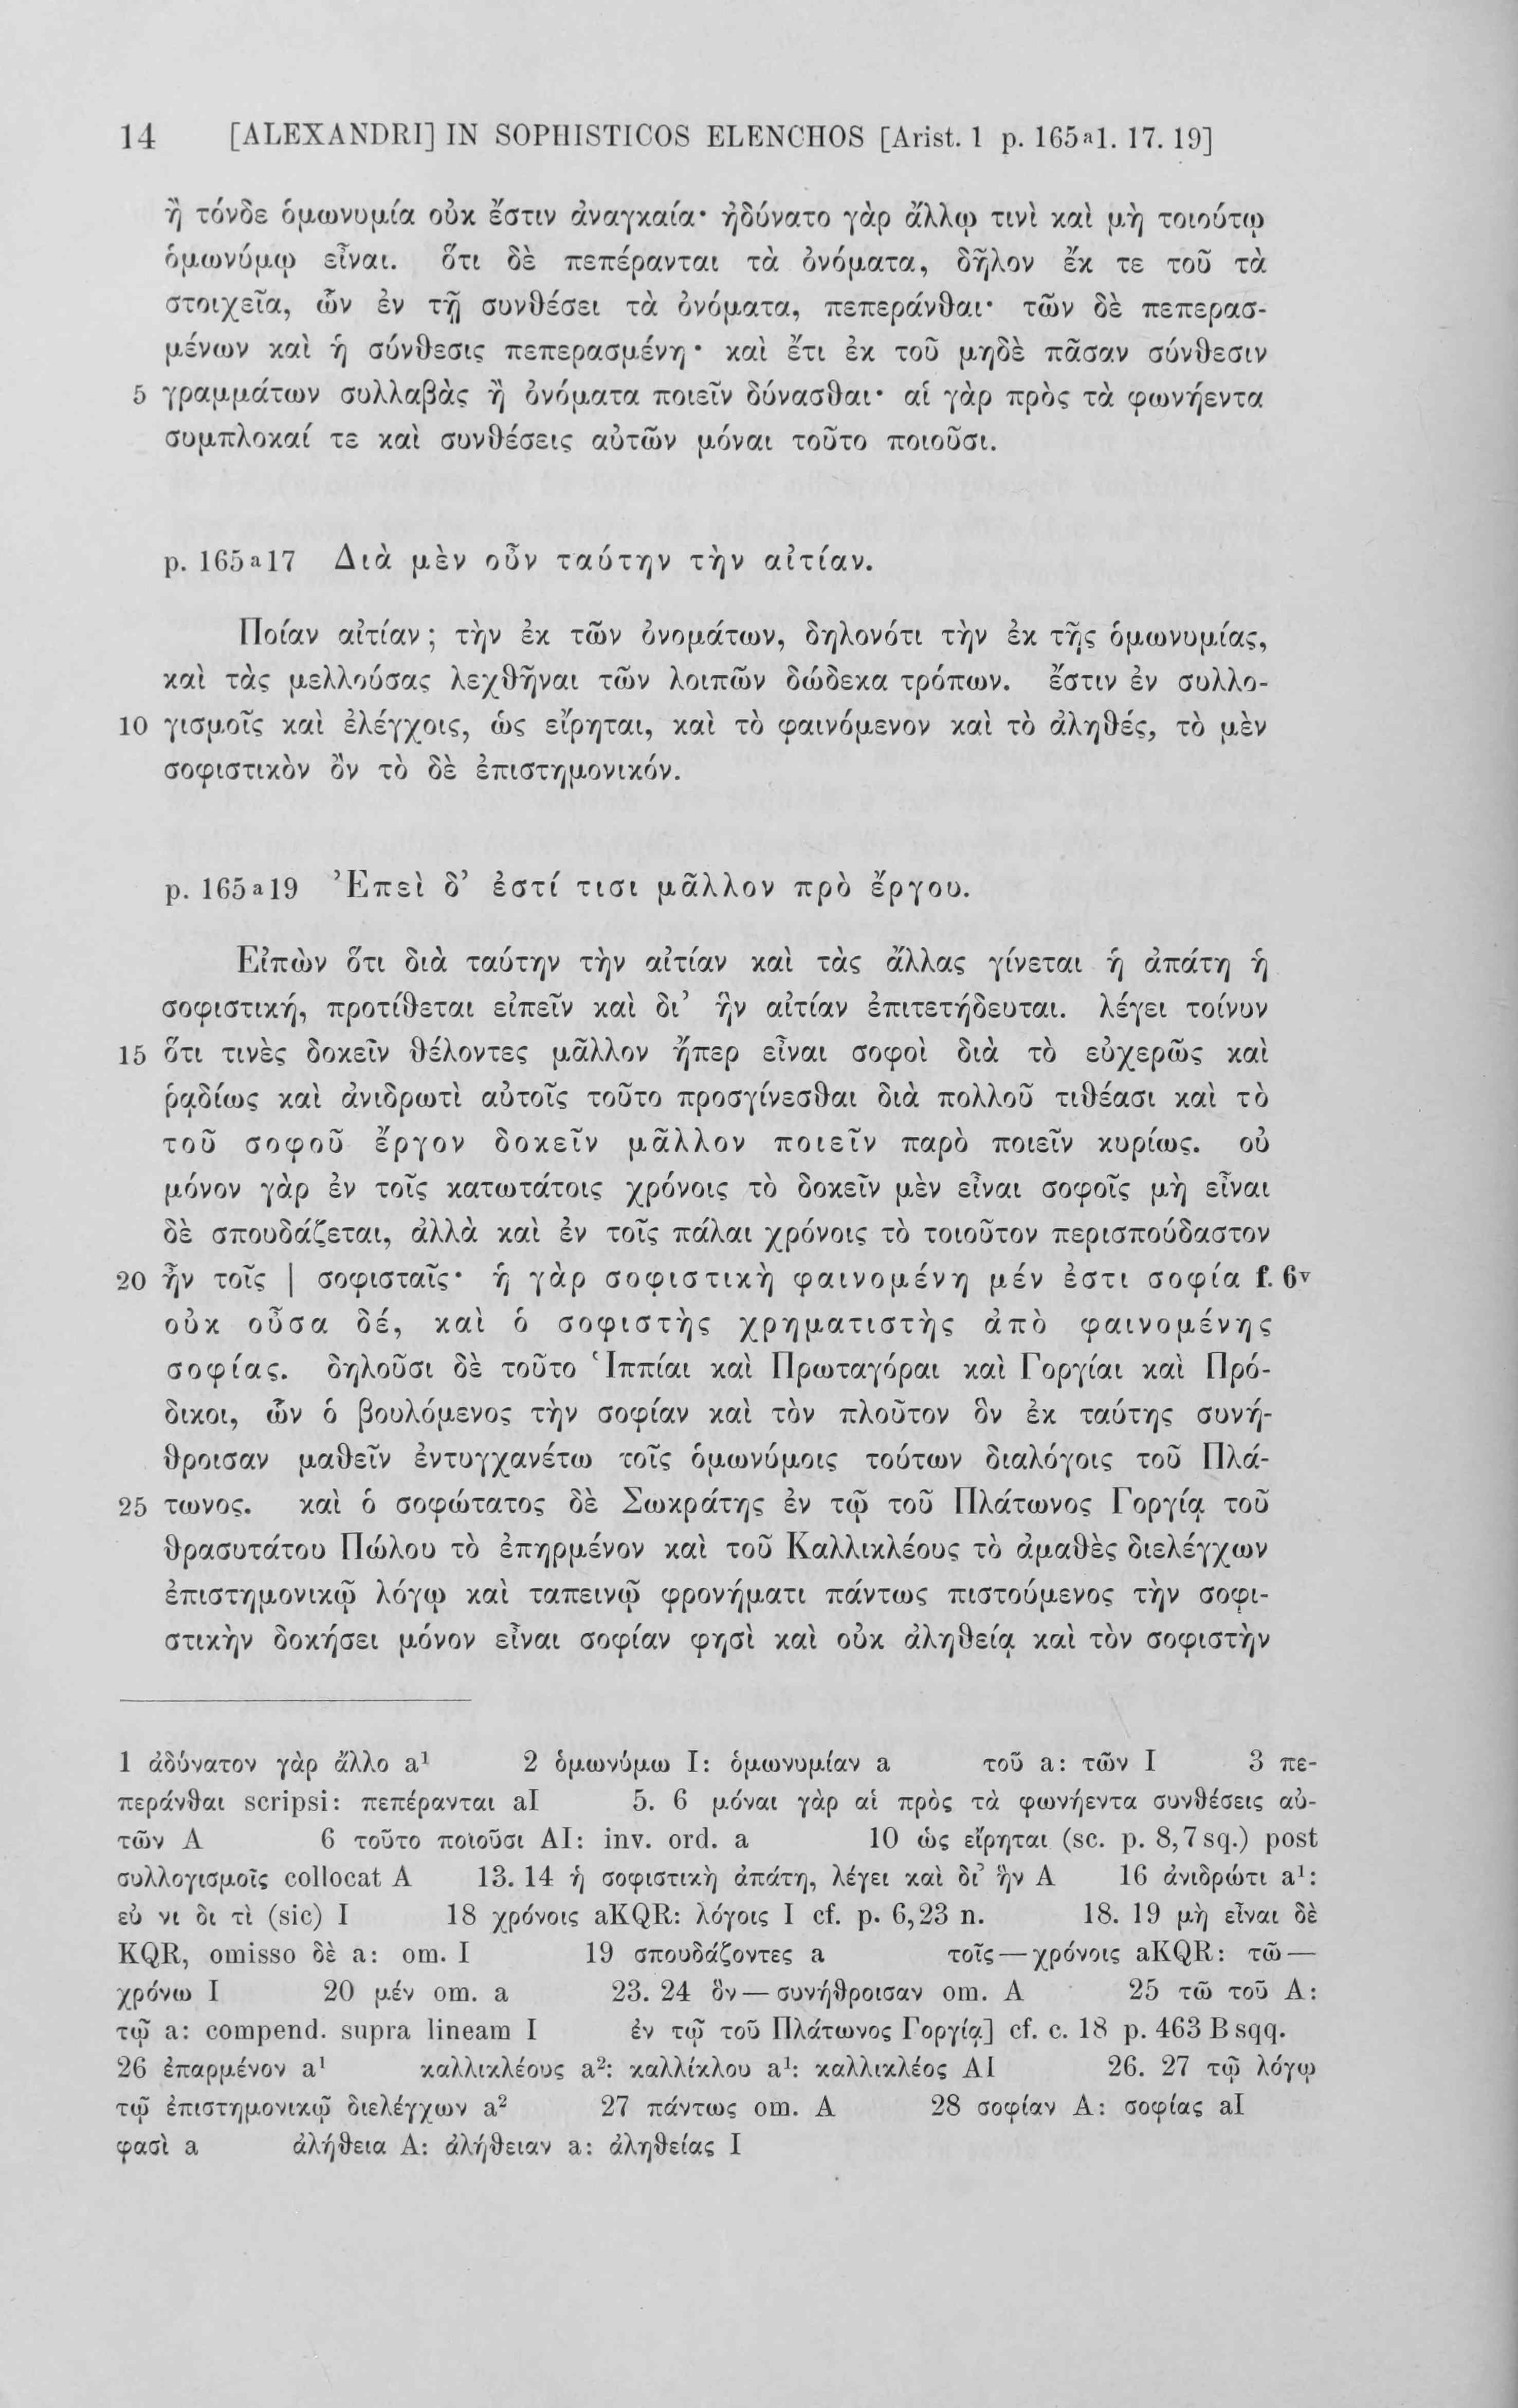 14 [ALEXANDRI] IN SOPHISTICOS ELENCHOS [Arist. 1 p. 165ᵃ1. 17. 19]
ἢ τόνδε ὁμωνυμία οὐκ ἔστιν ἀναγκαία· ἠδύνατο γὰρ ἄλλῳ τινὶ καὶ μὴ τοιούτῳ
ὁμωνύμῳ εἶναι. ὅτι δὲ πεπέρανται τὰ ὀνόματα, δῆλον ἔκ τε τοῦ τὰ
στοιχεῖα, ὧν ἐν τῇ συνθέσει τὰ ὀνόματα, πεπεράνθαι· τῶν δὲ πεπερασ-
μένων καὶ ἡ σύνθεσις πεπερασμένη· καὶ ἔτι ἐκ τοῦ μηδὲ πᾶσαν σύνθεσιν
5 γραμμάτων συλλαβὰς ἢ ὀνόματα ποιεῖν δύνασθαι· αἱ γὰρ πρὸς τὰ φωνήεντα
συμπλοκαί τε καὶ συνθέσεις αὐτῶν μόναι τοῦτο ποιοῦσι.
p. 165ᵃ17 Διὰ μὲν οὖν ταύτην τὴν αἰτίαν.
Ποίαν αἰτίαν; τὴν ἐκ τῶν ὀνομάτων, δηλονότι τὴν ἐκ τῆς ὁμωνυμίας,
καὶ τὰς μελλούσας λεχθῆναι τῶν λοιπῶν δώδεκα τρόπων. ἔστιν ἐν συλλο-
10 γισμοῖς καὶ ἐλέγχοις, ὡς εἴρηται, καὶ τὸ φαινόμενον καὶ τὸ ἀληθές, τὸ μὲν
σοφιστικὸν ὂν τὸ δὲ ἐπιστημονικόν.
p. 165ᵃ19 Ἐπεὶ δ’ ἐστί τισι μᾶλλον πρὸ ἔργου.
Εἰπὼν ὅτι διὰ ταύτην τὴν αἰτίαν καὶ τὰς ἄλλας γίνεται ἡ ἀπάτη ἡ
σοφιστική, προτίθεται εἰπεῖν καὶ δι’ ἣν αἰτίαν ἐπιτετήδευται. λέγει τοίνυν
15 ὅτι τινὲς δοκεῖν θέλοντες μᾶλλον ἤπερ εἶναι σοφοὶ διὰ τὸ εὐχερῶς καὶ
ῥᾳδίως καὶ ἀνιδρωτὶ αὐτοῖς τοῦτο προσγίνεσθαι διὰ πολλοῦ τιθέασι καὶ τὸ
τοῦ σοφοῦ ἔργον δοκεῖν μᾶλλον ποιεῖν παρὸ ποιεῖν κυρίως. οὐ
μόνον γὰρ ἐν τοῖς κατωτάτοις χρόνοις τὸ δοκεῖν μὲν εἶναι σοφοῖς μὴ εἶναι
δὲ σπουδάζεται, ἀλλὰ καὶ ἐν τοῖς πάλαι χρόνοις τὸ τοιοῦτον περισπούδαστον
20 ἦν τοῖς | σοφισταῖς· ἡ γὰρ σοφιστικὴ φαινομένη μέν ἐστι σοφία f. 6ᵛ
οὐκ οὖσα δέ, καὶ ὁ σοφιστὴς χρηματιστὴς ἀπὸ φαινομένης
σοφίας. δηλοῦσι δὲ τοῦτο Ἱππίαι καὶ Πρωταγόραι καὶ Γοργίαι καὶ Πρό-
δικοι, ὧν ὁ βουλόμενος τὴν σοφίαν καὶ τὸν πλοῦτον ὃν ἐκ ταύτης συνή-
θροισαν μαθεῖν ἐντυγχανέτω τοῖς ὁμωνύμοις τούτων διαλόγοις τοῦ Πλά-
25 τωνος. καὶ ὁ σοφώτατος δὲ Σωκράτης ἐν τῷ τοῦ Πλάτωνος Γοργίᾳ τοῦ
θρασυτάτου Πώλου τὸ ἐπηρμένον καὶ τοῦ Καλλικλέους τὸ ἀμαθὲς διελέγχων
ἐπιστημονικῷ λόγῳ καὶ ταπεινῷ φρονήματι πάντως πιστούμενος τὴν σοφι-
στικὴν δοκήσει μόνον εἶναι σοφίαν φησὶ καὶ οὐκ ἀληθείᾳ καὶ τὸν σοφιστὴν
1 ἀδύνατον γὰρ ἄλλο a¹ 2 ὁμωνύμω I: ὁμωνυμίαν a τοῦ a: τῶν I 3 πε-
περάνθαι scripsi: πεπέρανται aI 5. 6 μόναι γὰρ αἱ πρὸς τὰ φωνήεντα συνθέσεις αὐ-
τῶν A 6 τοῦτο ποιοῦσι AI: inv. ord. a 10 ὡς εἴρηται (sc. p. 8,7 sq.) post
συλλογισμοῖς collocat A 13. 14 ἡ σοφιστικὴ ἀπάτη, λέγει καὶ δι’ ἣν A 16 ἀνιδρώτι a¹:
εὐ νι δι τὶ (sic) I 18 χρόνοις aKQR: λόγοις I cf. p. 6,23 n. 18. 19 μὴ εἶναι δὲ
KQR, omisso δὲ a: om. I 19 σπουδάζοντες a τοῖς — χρόνοις aKQR: τῶ —
χρόνω I 20 μέν om. a 23. 24 ὃν — συνήθροισαν om. A 25 τῶ τοῦ A:
τῷ a: compend. supra lineam I ἐν τῷ τοῦ Πλάτωνος Γοργίᾳ] cf. c. 18 p. 463 B sqq.
26 ἐπαρμένον a¹ καλλικλέους a²: καλλίκλου a¹: καλλικλέος AI 26. 27 τῷ λόγῳ
τῷ ἐπιστημονικῷ διελέγχων a² 27 πάντως om. A 28 σοφίαν A: σοφίας aI
φασὶ a ἀλήθεια A: ἀλήθειαν a: ἀληθείας I